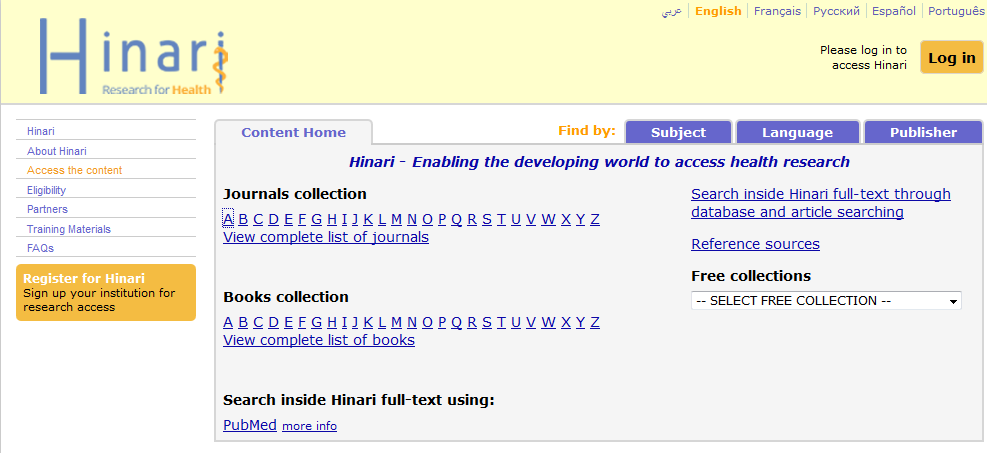 عربي English Français Русский Español Português
Hinari
Research for Health
Please log in to
access Hinari
Log in
Hinari
About Hinari
Access the content
Eligibility
Partners
Training Materials
FAQs
Register for Hinari
Sign up your institution for
research access
Content Home
Find by: Subject Language Publisher
Hinari - Enabling the developing world to access health research
Journals collection
A B C D E F G H I J K L M N O P Q R S T U V W X Y Z
View complete list of journals
Books collection
A B C D E F G H I J K L M N O P Q R S T U V W X Y Z
View complete list of books
Search inside Hinari full-text using:
PubMed more info
Search inside Hinari full-text through
database and article searching
Reference sources
Free collections
-- SELECT FREE COLLECTION --